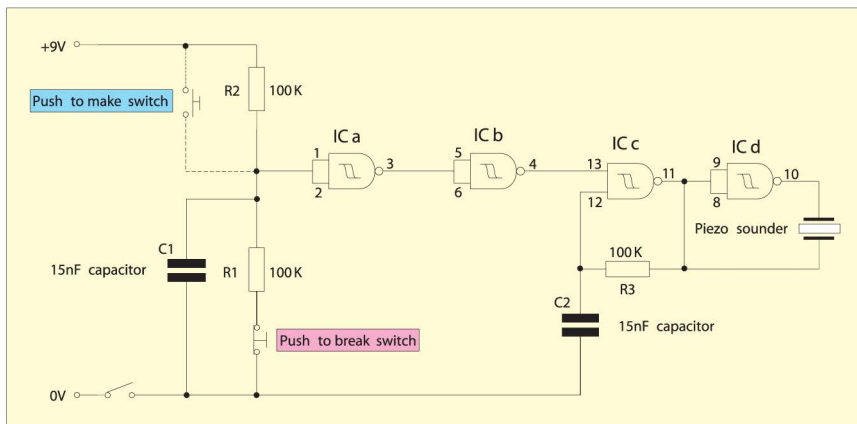 +9V
R2
100K
Push to make switch
IC a
IC b
IC c
IC d
1
2
3
5
6
4
13
12
11
9
8
10
C1
15nF capacitor
R1
100K
Piezo sounder
100K
R3
C2
15nF capacitor
Push to break switch
0V